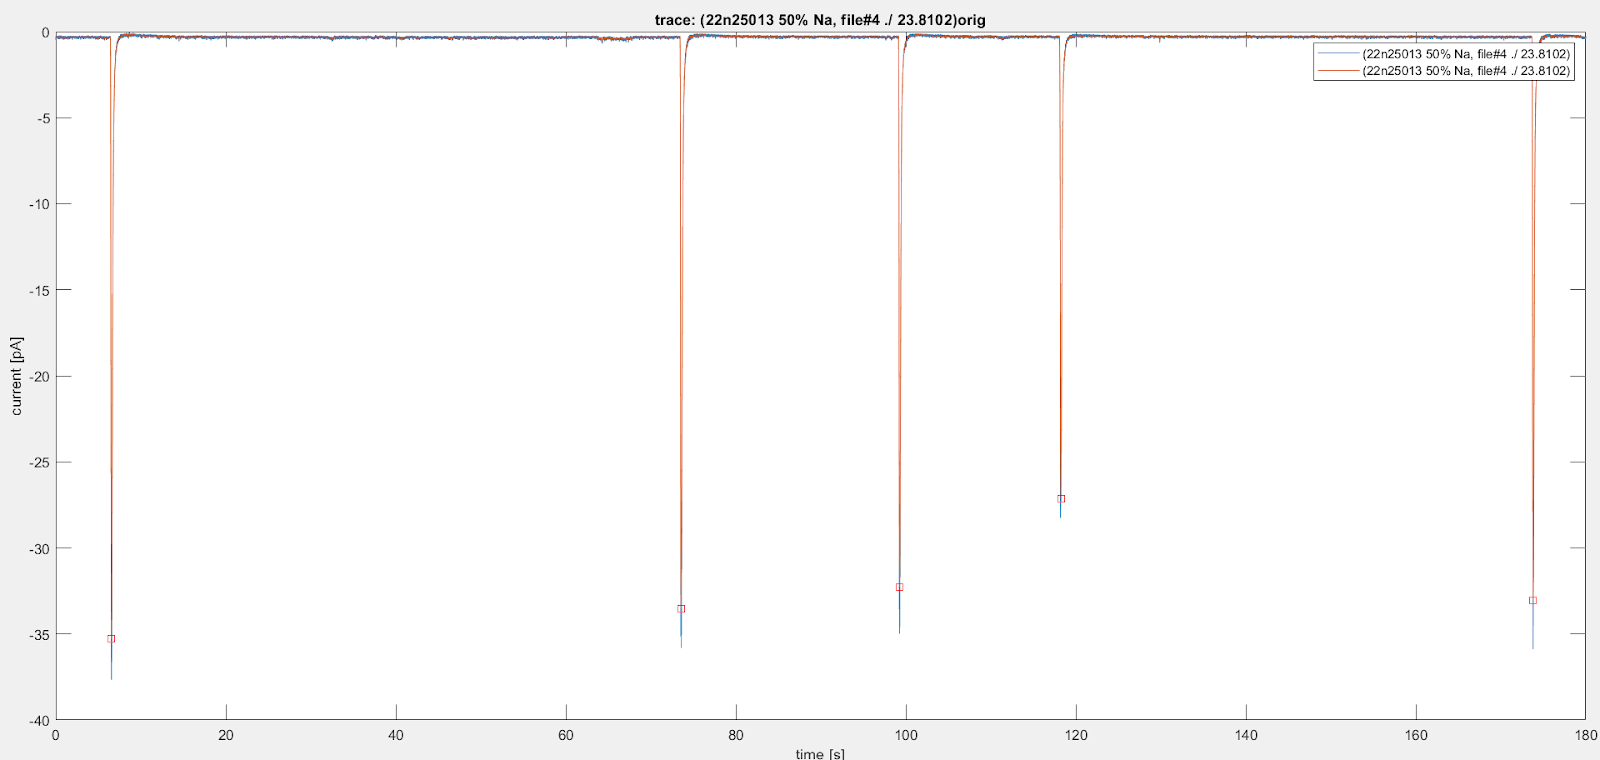 trace: (22n25013 50% Na, file#4 ./ 23.8102)orig
(22n25013 50% Na, file#4 ./ 23.8102)
(22n25013 50% Na, file#4 ./ 23.8102)
0
-5
-10
-15
-20
-25
-30
-35
-40
current [pA]
0 20 40 60 80 100 120 140 160 180
time [s]